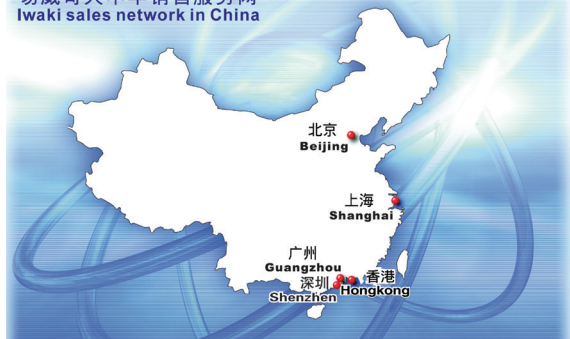 Iwaki sales network in China
北京
Beijing
上海
Shanghai
广州
Guangzhou
深圳
Shenzhen
香港
Hongkong